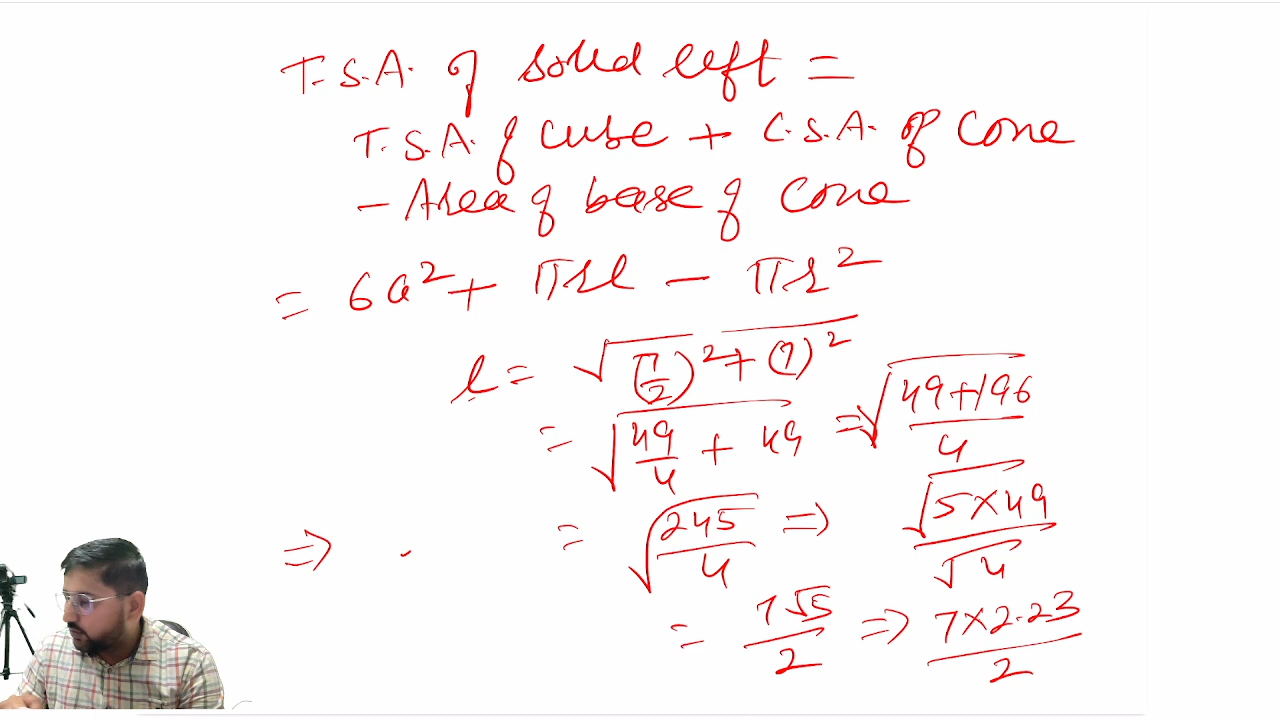 T.S.A. of solid left =
T.S.A. of cube + C.S.A. of cone
- Area of base of cone
= 6a² + πrl - πr²
l = √(7/2)² + (7)²
= √49/4 + 49 = √49+196/4
= √245/4 ⇒ √5×49/√4
⇒ .
= 7√5/2 ⇒ 7×2.23/2